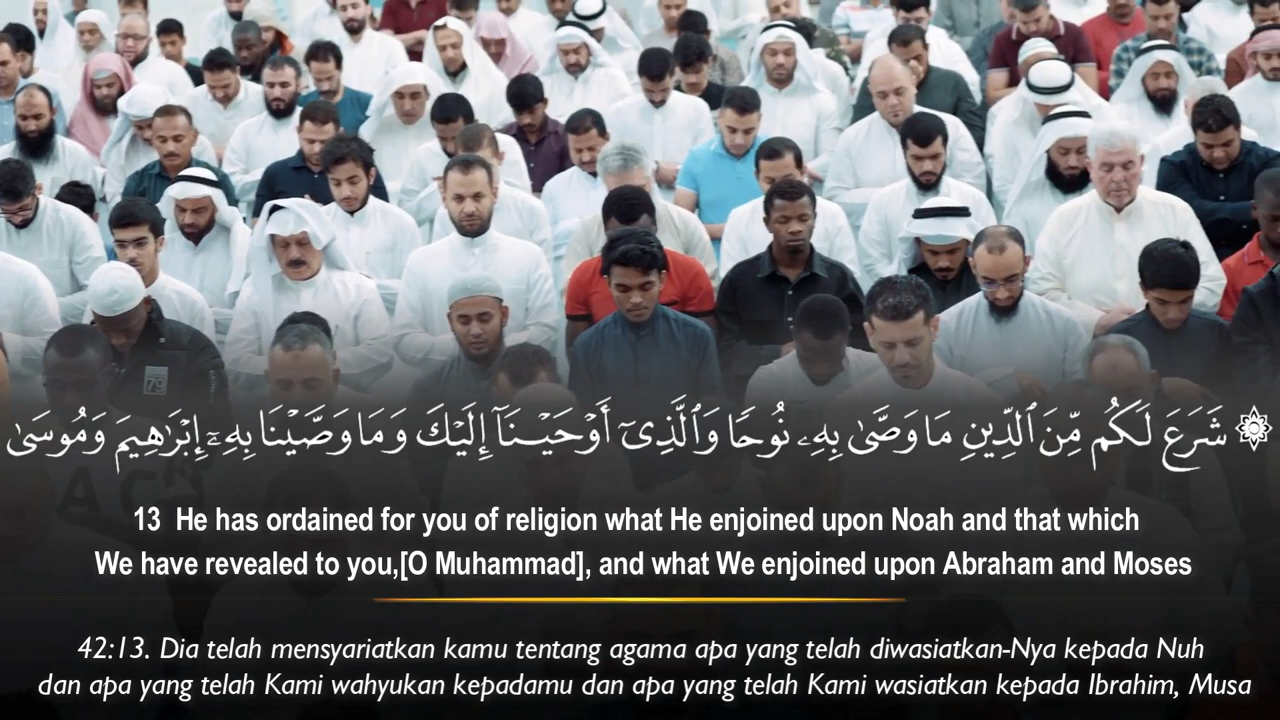 ۞ شَرَعَ لَكُم مِّنَ ٱلدِّينِ مَا وَصَّىٰ بِهِۦ نُوحًا وَٱلَّذِىٓ أَوْحَيْنَآ إِلَيْكَ وَمَا وَصَّيْنَا بِهِۦٓ إِبْرَٰهِيمَ وَمُوسَىٰ
13 He has ordained for you of religion what He enjoined upon Noah and that which
We have revealed to you,[O Muhammad], and what We enjoined upon Abraham and Moses
42:13. Dia telah mensyariatkan kamu tentang agama apa yang telah diwasiatkan-Nya kepada Nuh
dan apa yang telah Kami wahyukan kepadamu dan apa yang telah Kami wasiatkan kepada Ibrahim, Musa
79